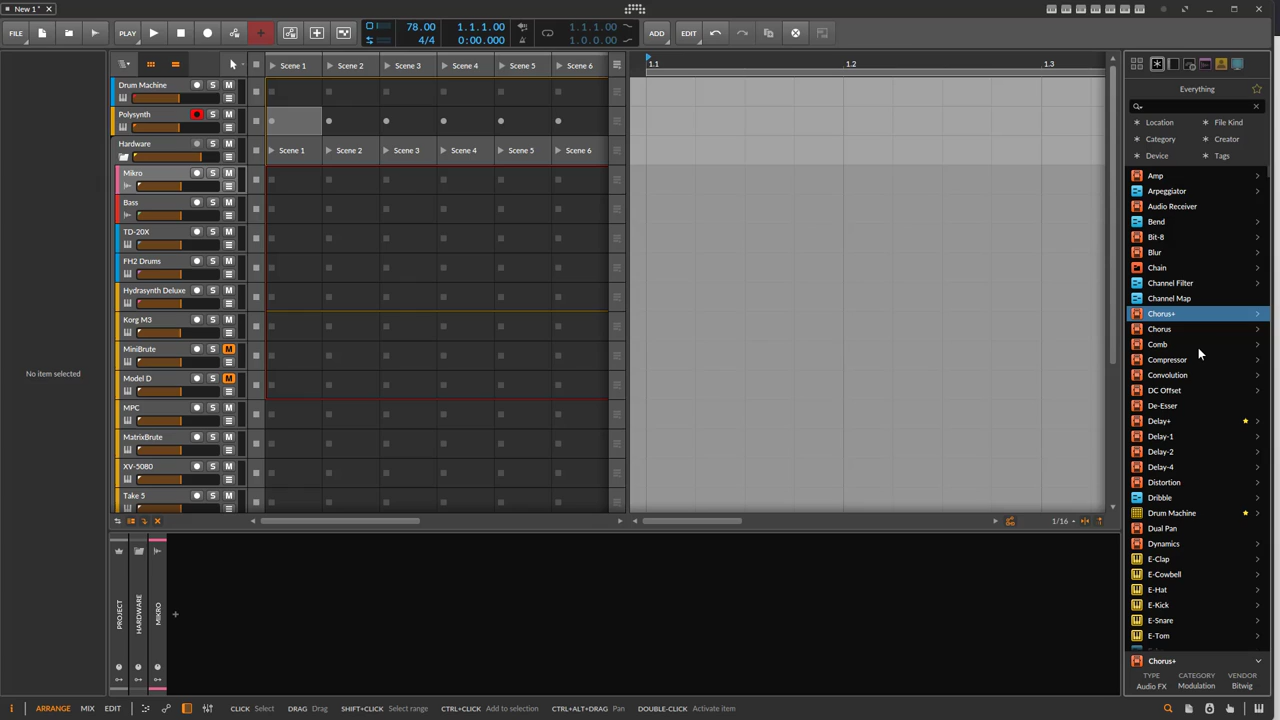 New 1*
FILE
PLAY
78.00
4/4
1.1.1.00
0:00.000
1.1.1.00
1.0.0.00
ADD
EDIT
Scene 1
Scene 2
Scene 3
Scene 4
Scene 5
Scene 6
1.1
1.2
1.3
Everything
Location
File Kind
Category
Creator
Device
Tags
Drum Machine
S
M
Polysynth
S
M
Hardware
S
M
Scene 1
Scene 2
Scene 3
Scene 4
Scene 5
Scene 6
Mikro
S
M
Bass
S
M
TD-20X
S
M
FH2 Drums
S
M
Hydrasynth Deluxe
S
M
Korg M3
S
M
MiniBrute
S
M
Model D
S
M
MPC
S
M
MatrixBrute
S
M
XV-5080
S
M
Take 5
S
M
No item selected
Amp
Arpeggiator
Audio Receiver
Bend
Bit-8
Blur
Chain
Channel Filter
Channel Map
Chorus+
Chorus
Comb
Compressor
Convolution
DC Offset
De-Esser
Delay+
Delay-1
Delay-2
Delay-4
Distortion
Dribble
Drum Machine
Dual Pan
Dynamics
E-Clap
E-Cowbell
E-Hat
E-Kick
E-Snare
E-Tom
1/16
PROJECT
HARDWARE
MIKRO
Chorus+
TYPE
CATEGORY
VENDOR
Audio FX
Modulation
Bitwig
ARRANGE
MIX
EDIT
CLICK Select
DRAG Drag
SHIFT+CLICK Select range
CTRL+CLICK Add to selection
CTRL+ALT+DRAG Pan
DOUBLE-CLICK Activate item